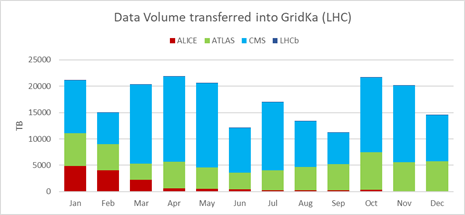 Data Volume transferred into GridKa (LHC)
ALICE ATLAS CMS LHCb
25000
20000
15000
10000
5000
0
TB
Jan Feb Mar Apr May Jun Jul Aug Sep Oct Nov Dec